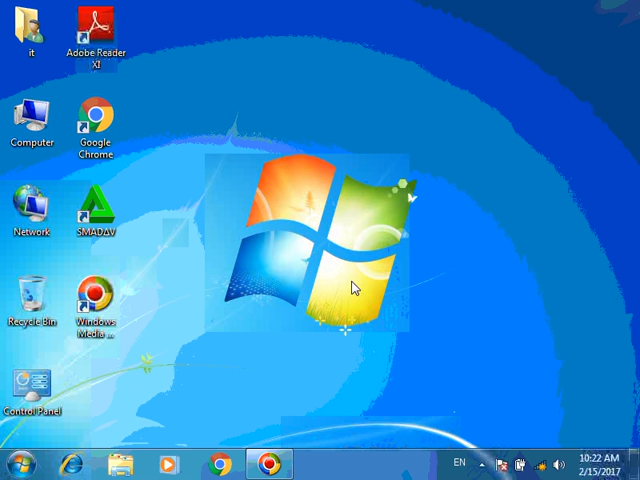 it
Adobe Reader
XI
Computer
Google
Chrome
Network
SMADΔV
Recycle Bin
Windows
Media ...
Control Panel
EN
10:22 AM
2/15/2017